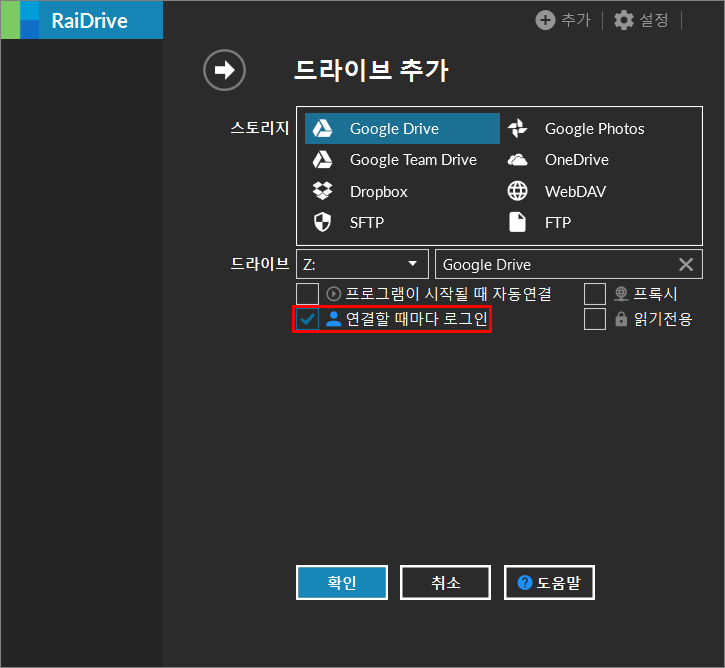 RaiDrive
추가
설정
드라이브 추가
스토리지
Google Drive
Google Photos
Google Team Drive
OneDrive
Dropbox
WebDAV
SFTP
FTP
드라이브
Z:
Google Drive
프로그램이 시작될 때 자동연결
프록시
연결할 때마다 로그인
읽기전용
확인
취소
? 도움말